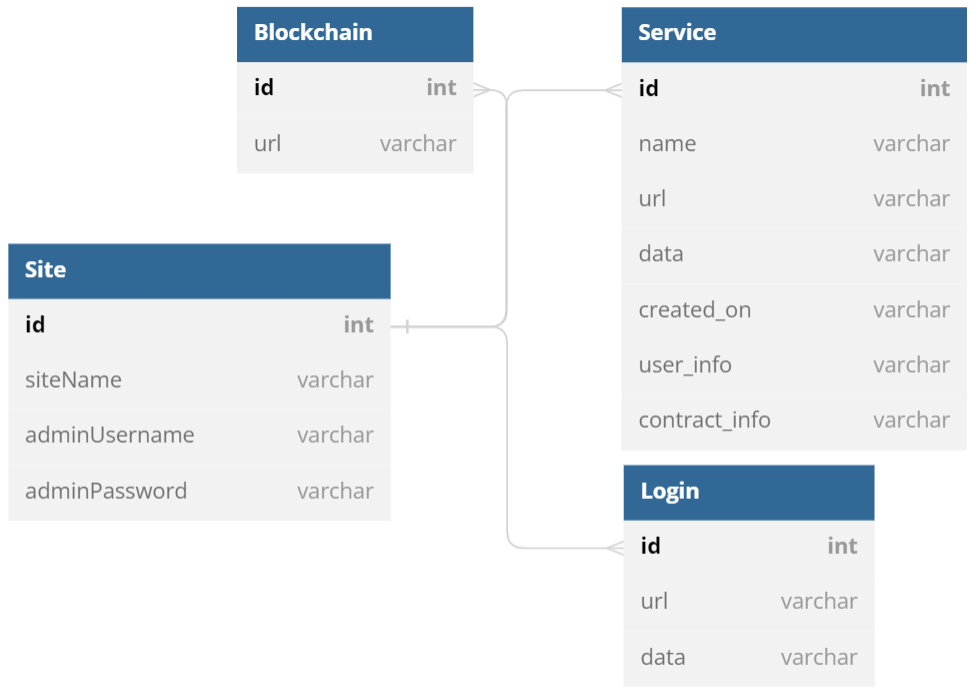 Blockchain
id int
url varchar
Service
id int
name varchar
url varchar
data varchar
created_on varchar
user_info varchar
contract_info varchar
Site
id int
siteName varchar
adminUsername varchar
adminPassword varchar
Login
id int
url varchar
data varchar